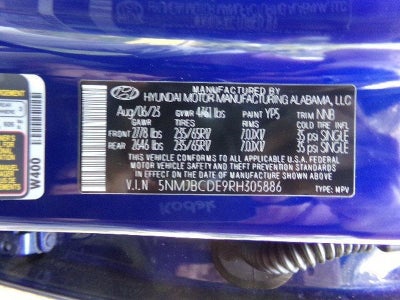 MANUFACTURED BY
HYUNDAI MOTOR MANUFACTURING ALABAMA, LLC
Aug/06/23 GVWR 4761 lbs PAINT YP5 TRIM NNB
GAWR TIRES RIMS COLD TIRE INFL
FRONT 2778 lbs 235/65R17 7.0JX17 35 psi SINGLE
REAR 2646 lbs 235/65R17 7.0JX17 35 psi SINGLE
THIS VEHICLE CONFORMS TO ALL APPLICABLE FEDERAL MOTOR
VEHICLE SAFETY AND THEFT PREVENTION STANDARDS
IN EFFECT ON THE DATE OF MANUFACTURE SHOWN ABOVE.
V.I.N 5NMJBCDE9RH305886 TYPE: MPV
W400